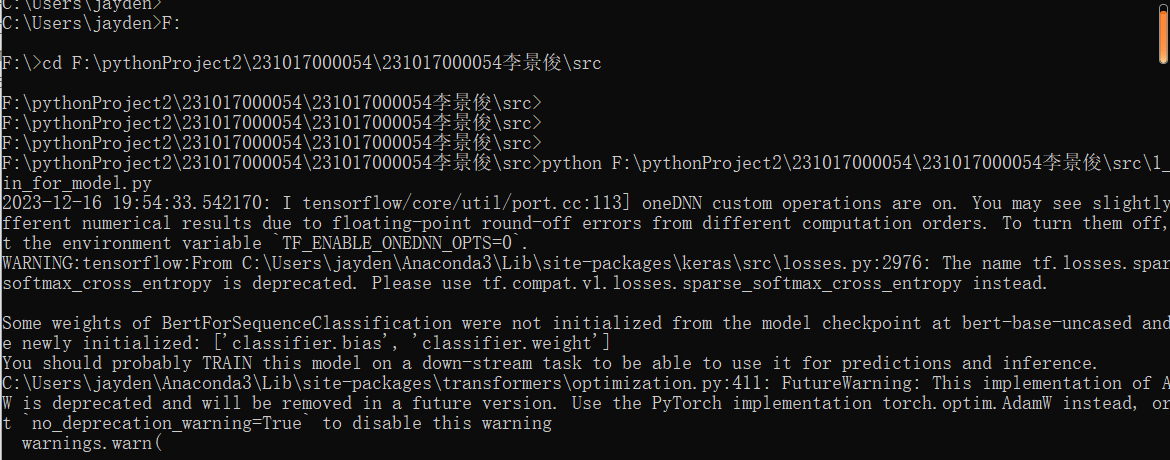 C:\Users\jayden>
C:\Users\jayden>F:
F:\>cd F:\pythonProject2\231017000054\231017000054李景俊\src
F:\pythonProject2\231017000054\231017000054李景俊\src>
F:\pythonProject2\231017000054\231017000054李景俊\src>
F:\pythonProject2\231017000054\231017000054李景俊\src>
F:\pythonProject2\231017000054\231017000054李景俊\src>python F:\pythonProject2\231017000054\231017000054李景俊\src\1_
in_for_model.py
2023-12-16 19:54:33.542170: I tensorflow/core/util/port.cc:113] oneDNN custom operations are on. You may see slightly
fferent numerical results due to floating-point round-off errors from different computation orders. To turn them off,
t the environment variable `TF_ENABLE_ONEDNN_OPTS=0`.
WARNING:tensorflow:From C:\Users\jayden\Anaconda3\Lib\site-packages\keras\src\losses.py:2976: The name tf.losses.spar
softmax_cross_entropy is deprecated. Please use tf.compat.v1.losses.sparse_softmax_cross_entropy instead.
Some weights of BertForSequenceClassification were not initialized from the model checkpoint at bert-base-uncased and
e newly initialized: ['classifier.bias', 'classifier.weight']
You should probably TRAIN this model on a down-stream task to be able to use it for predictions and inference.
C:\Users\jayden\Anaconda3\Lib\site-packages\transformers\optimization.py:411: FutureWarning: This implementation of A
W is deprecated and will be removed in a future version. Use the PyTorch implementation torch.optim.AdamW instead, or
t `no_deprecation_warning=True` to disable this warning
warnings.warn(